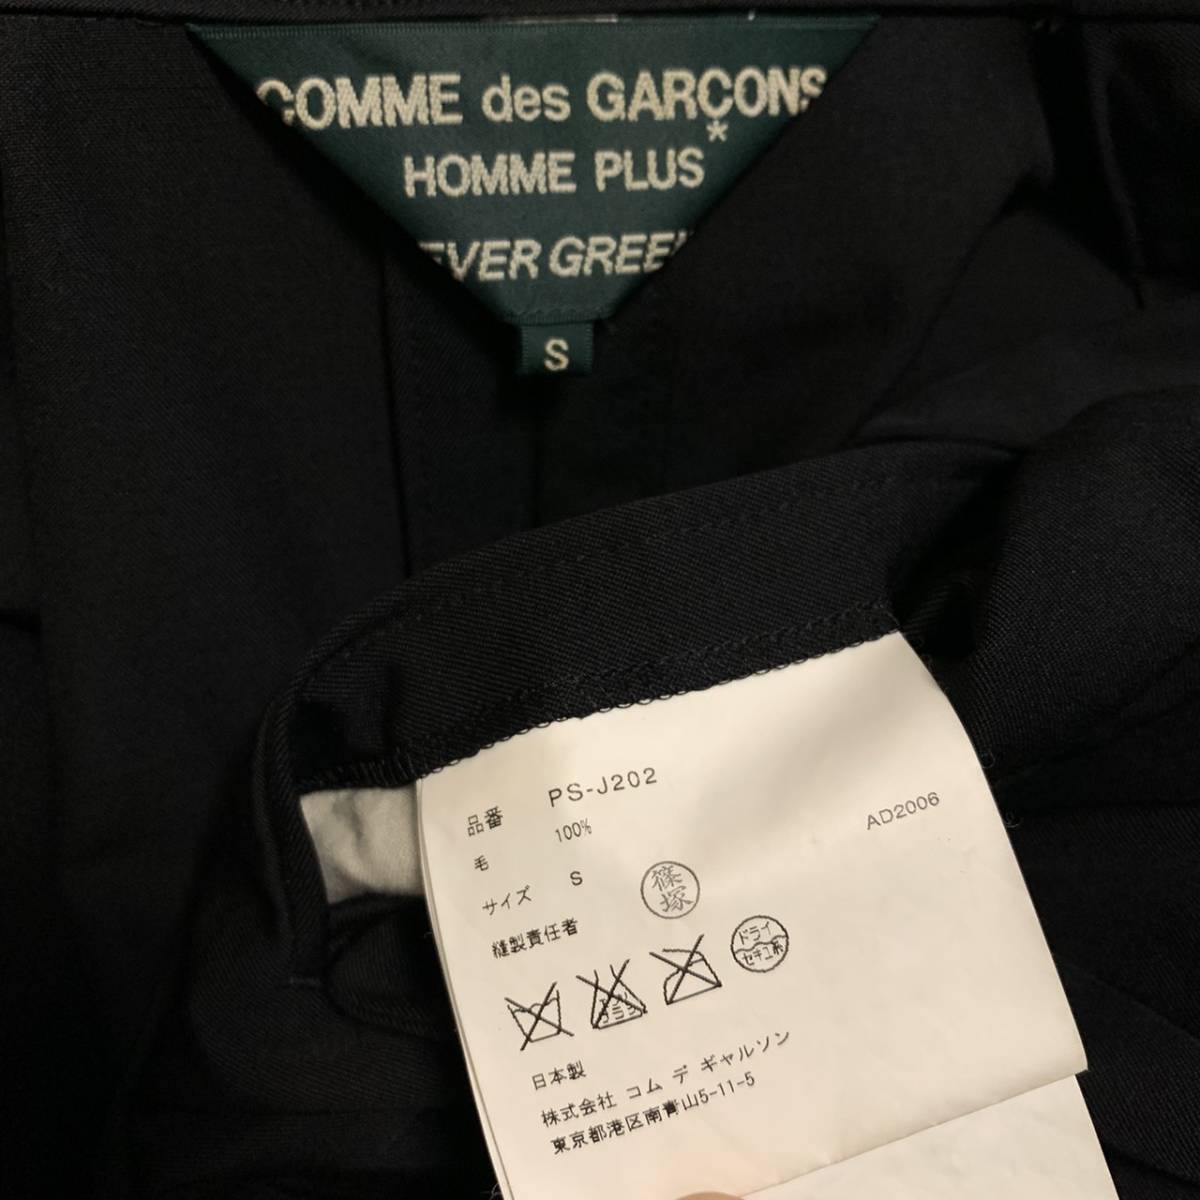 COMME des GARÇONS
HOMME PLUS*
EVER GREEN
S
品番 PS-J202
毛 100% AD2006
サイズ S
縫製責任者 篠塚
ドライ
セキユ系
日本製
株式会社 コム デ ギャルソン
東京都港区南青山5-11-5